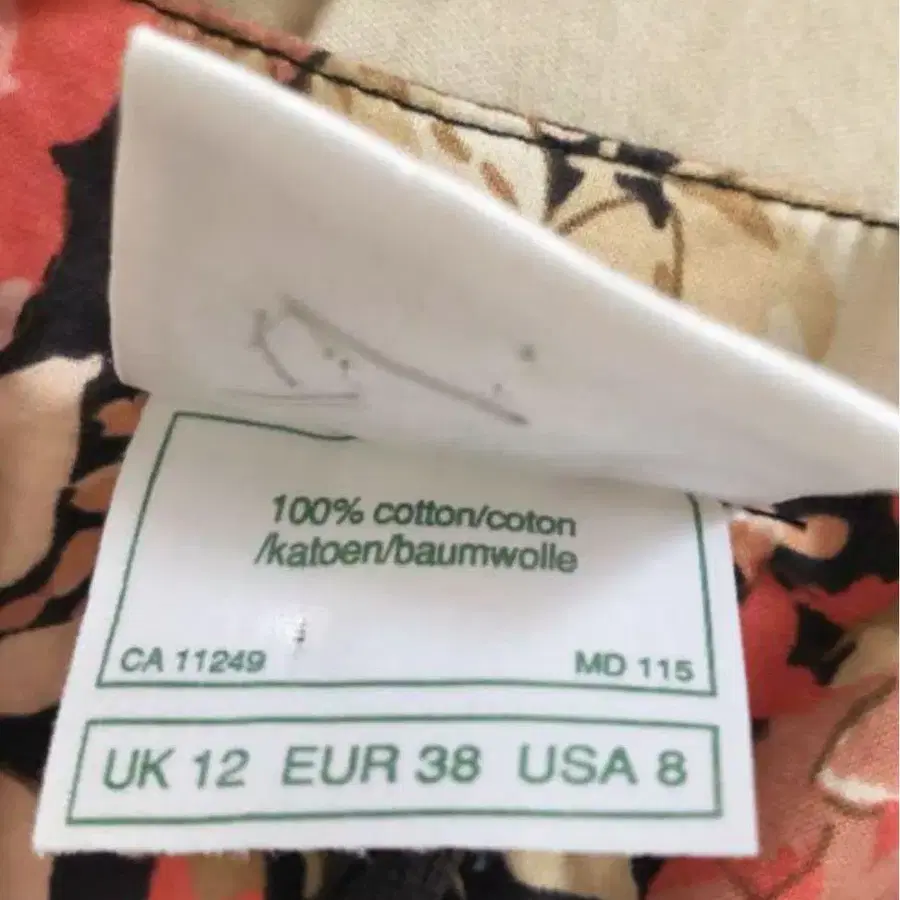 100% cotton/coton
/katoen/baumwolle
CA 11249
MD 115
UK 12 EUR 38 USA 8